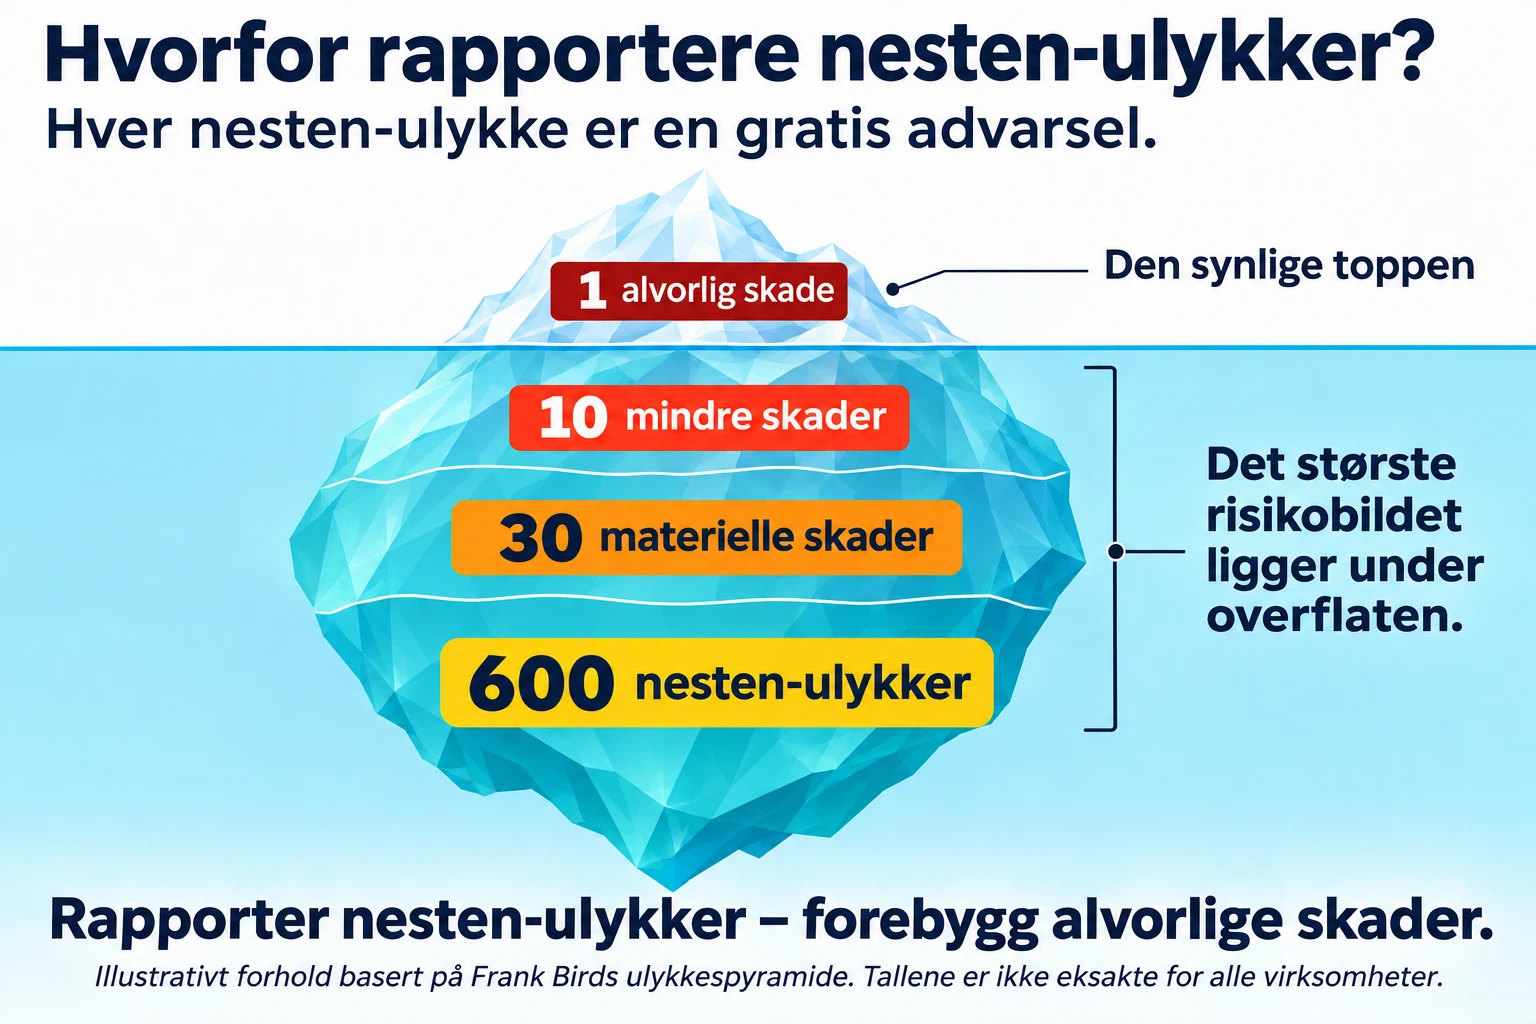 Hvorfor rapportere nesten-ulykker?
Hver nesten-ulykke er en gratis advarsel.
1 alvorlig skade
Den synlige toppen
10 mindre skader
30 materielle skader
600 nesten-ulykker
Det største
risikobildet
ligger under
overflaten.
Rapporter nesten-ulykker – forebygg alvorlige skader.
Illustrativt forhold basert på Frank Birds ulykkespyramide. Tallene er ikke eksakte for alle virksomheter.